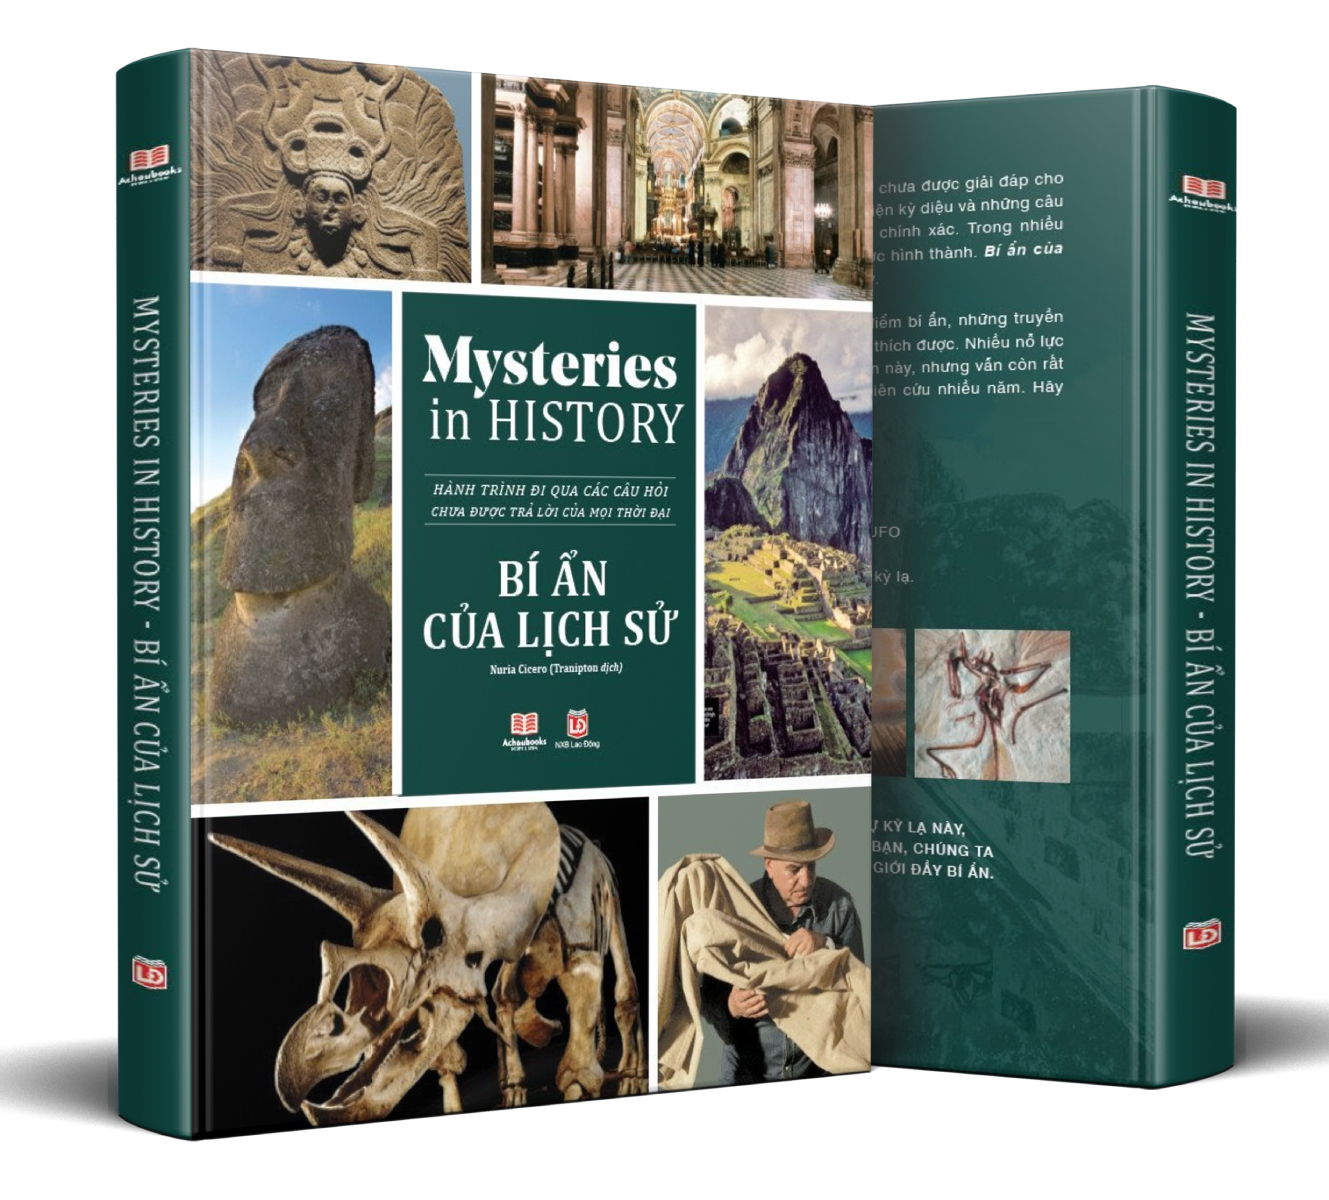 Achaubooks
MYSTERIES IN HISTORY - BÍ ẨN CỦA LỊCH SỬ
LĐ
Mysteries
in HISTORY
HÀNH TRÌNH ĐI QUA CÁC CÂU HỎI
CHƯA ĐƯỢC TRẢ LỜI CỦA MỌI THỜI ĐẠI
BÍ ẨN
CỦA LỊCH SỬ
Nuria Cicero (Tranipton dịch)
Achaubooks
LĐ
NXB Lao Động
chưa được giải đáp cho
kỳ diệu và những câu
chính xác. Trong nhiều
hình thành. Bí ẩn của
bí ẩn, những truyền
thích được. Nhiều nỗ lực
này, nhưng vẫn còn rất
cứu nhiều năm. Hãy
UFO
kỳ lạ.
KỲ LẠ NÀY,
BẠN, CHÚNG TA
GIỚI ĐẦY BÍ ẨN.
Achaubooks
MYSTERIES IN HISTORY - BÍ ẨN CỦA LỊCH SỬ
LĐ